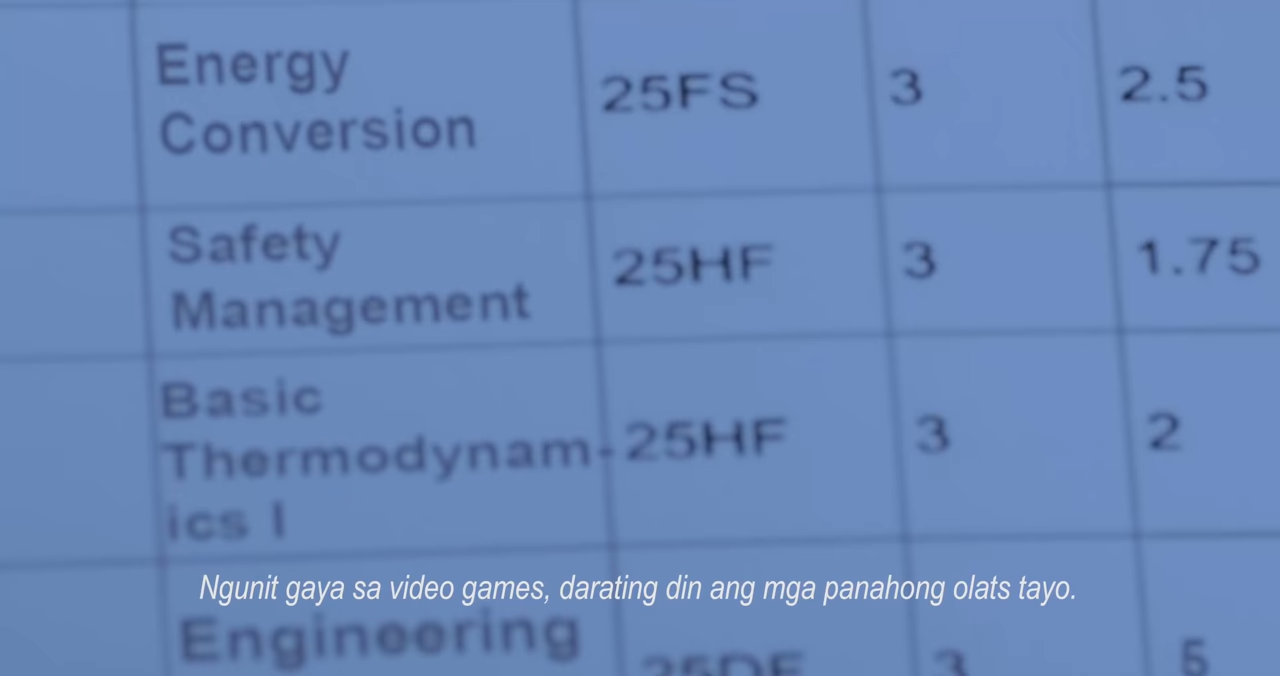 Energy
Conversion
25FS
3
2.5
Safety
Management
25HF
3
1.75
Basic
Thermodynam-
ics I
25HF
3
2
Ngunit gaya sa video games, darating din ang mga panahong olats tayo.
Engineering
3
5